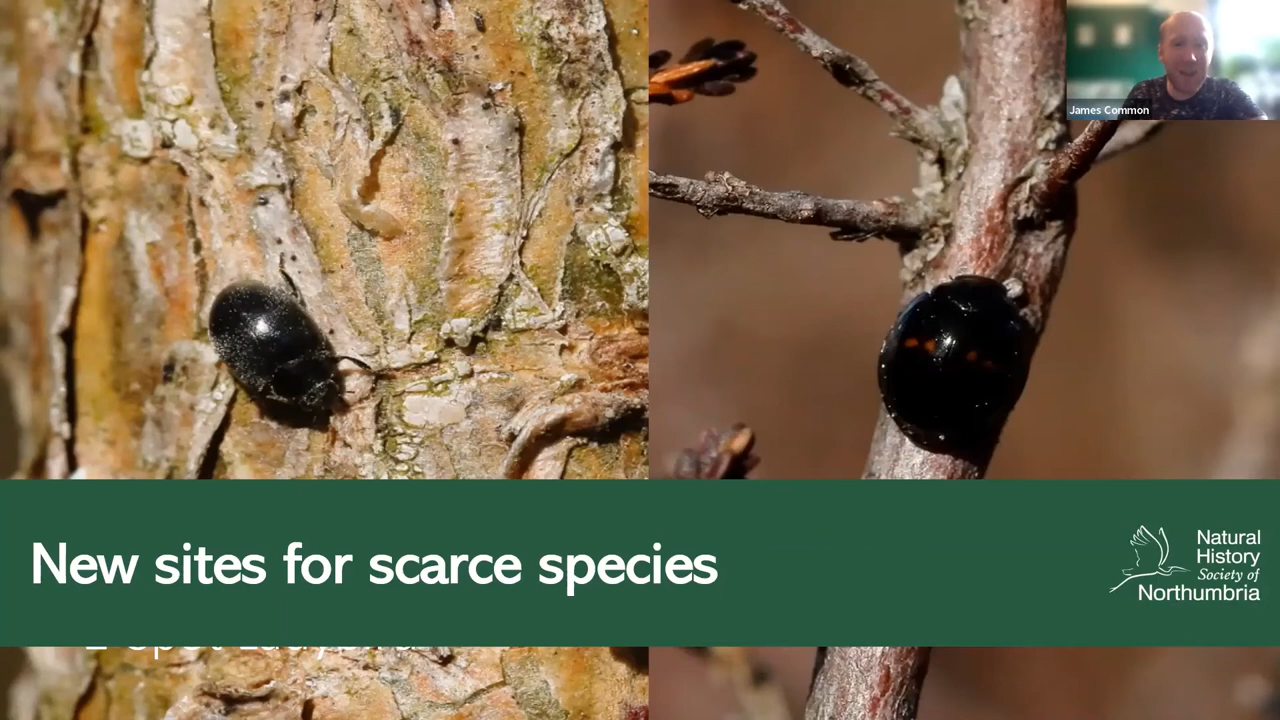 James Common
New sites for scarce species
Natural
History
Society of
Northumbria